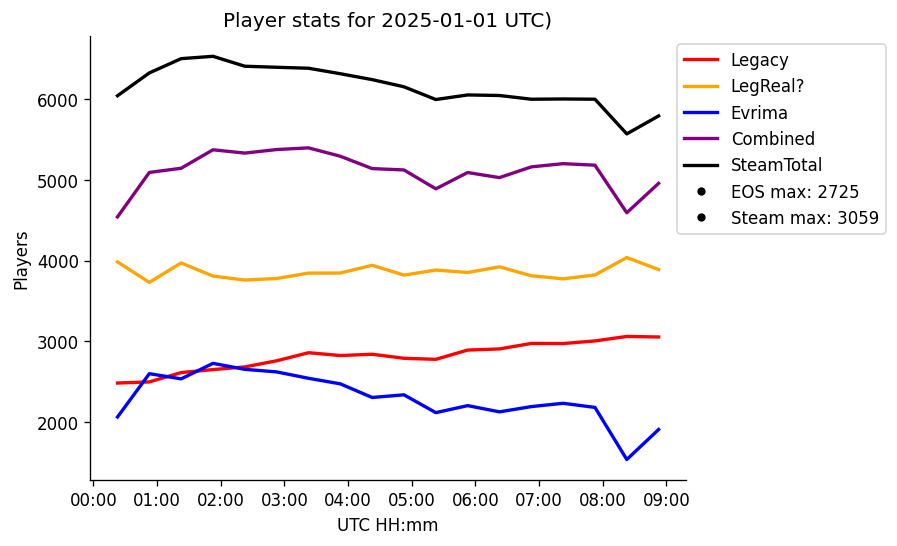 Player stats for 2025-01-01 UTC)
Legacy
LegReal?
Evrima
Combined
SteamTotal
EOS max: 2725
Steam max: 3059
Players
6000
5000
4000
3000
2000
00:00 01:00 02:00 03:00 04:00 05:00 06:00 07:00 08:00 09:00
UTC HH:mm